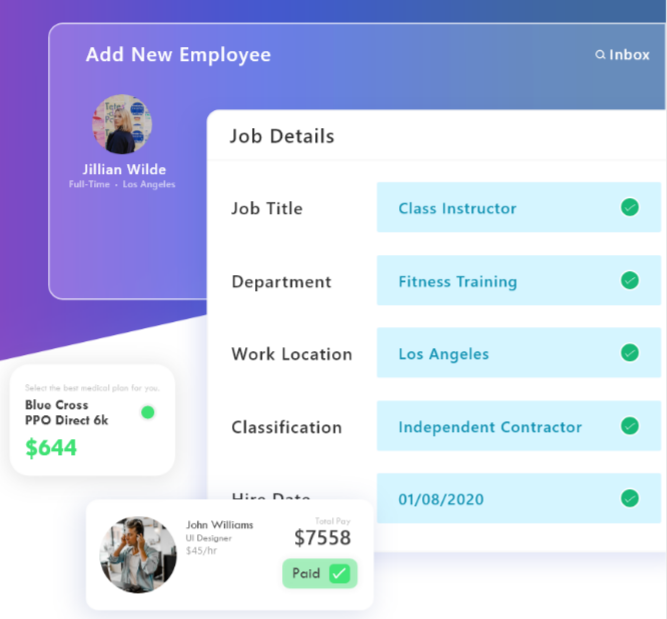 Add New Employee
Inbox
Jillian Wilde
Full-Time · Los Angeles
Job Details
Job Title
Class Instructor
Department
Fitness Training
Work Location
Los Angeles
Classification
Independent Contractor
Hire Date
01/08/2020
Select the best medical plan for you.
Blue Cross
PPO Direct 6k
$644
John Williams
UI Designer
$45/hr
Total Pay
$7558
Paid